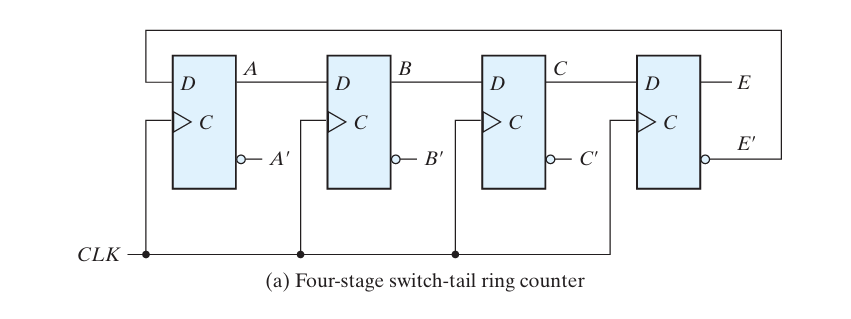 D A D B D C D E
C C C C
A′ B′ C′ E′
CLK
(a) Four-stage switch-tail ring counter